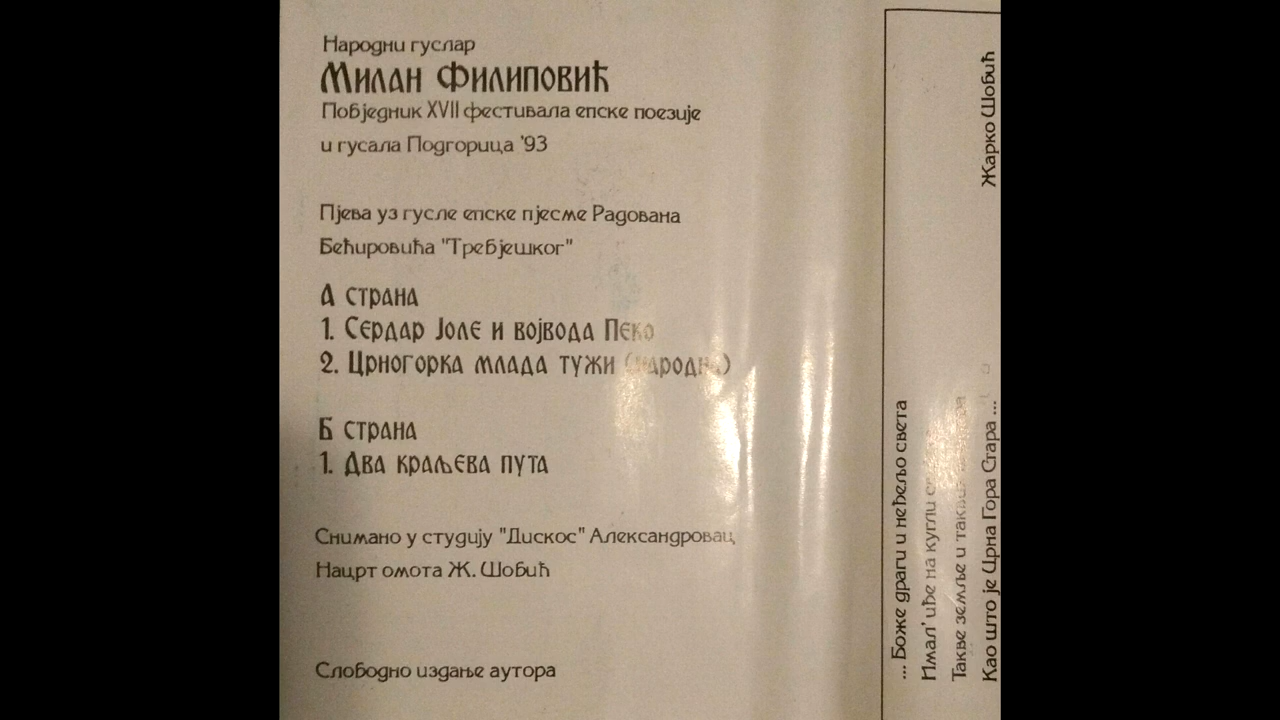 Народни гуслар
Милан Филиповић
Побједник XVII фестивала епске поезије
и гусала Подгорица '93
Пјева уз гусле епске пјесме Радована
Бећировића "Требјешког"
А страна
1. Сердар Јоле и војвода Пеко
2. Црногорка млада тужи (народна)
Б страна
1. Два краљева пута
Снимано у студију "Дискос" Александровац
Нацрт омота Ж. Шобић
Слободно издање аутора
... Боже драги и неђељо света
Имал' иђе на кугли
Такве земље и
Као што је Црна Гора Стара ...
Жарко Шобић